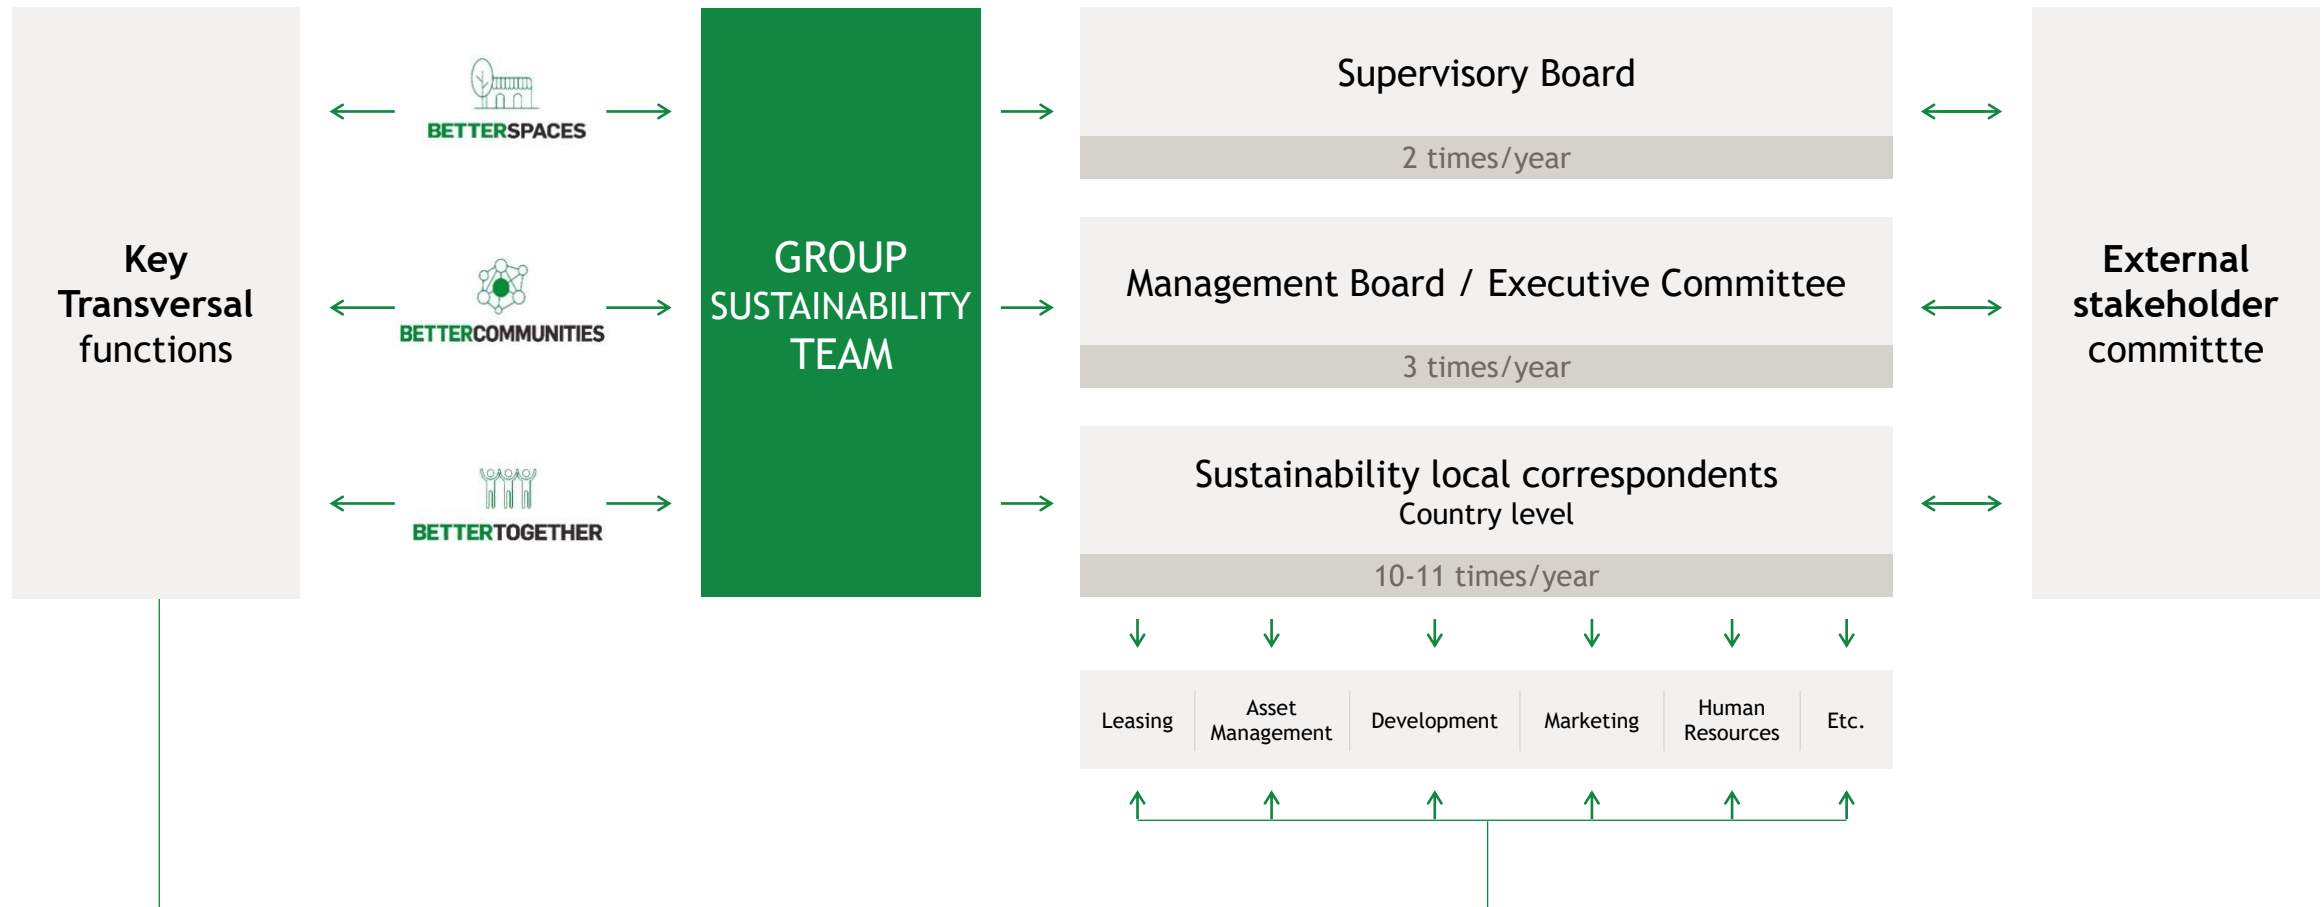 Key
Transversal
functions
BETTERSPACES
BETTERCOMMUNITIES
BETTERTOGETHER
GROUP
SUSTAINABILITY
TEAM
Supervisory Board
2 times/year
Management Board / Executive Committee
3 times/year
Sustainability local correspondents
Country level
10-11 times/year
Leasing
Asset
Management
Development
Marketing
Human
Resources
Etc.
External
stakeholder
committte